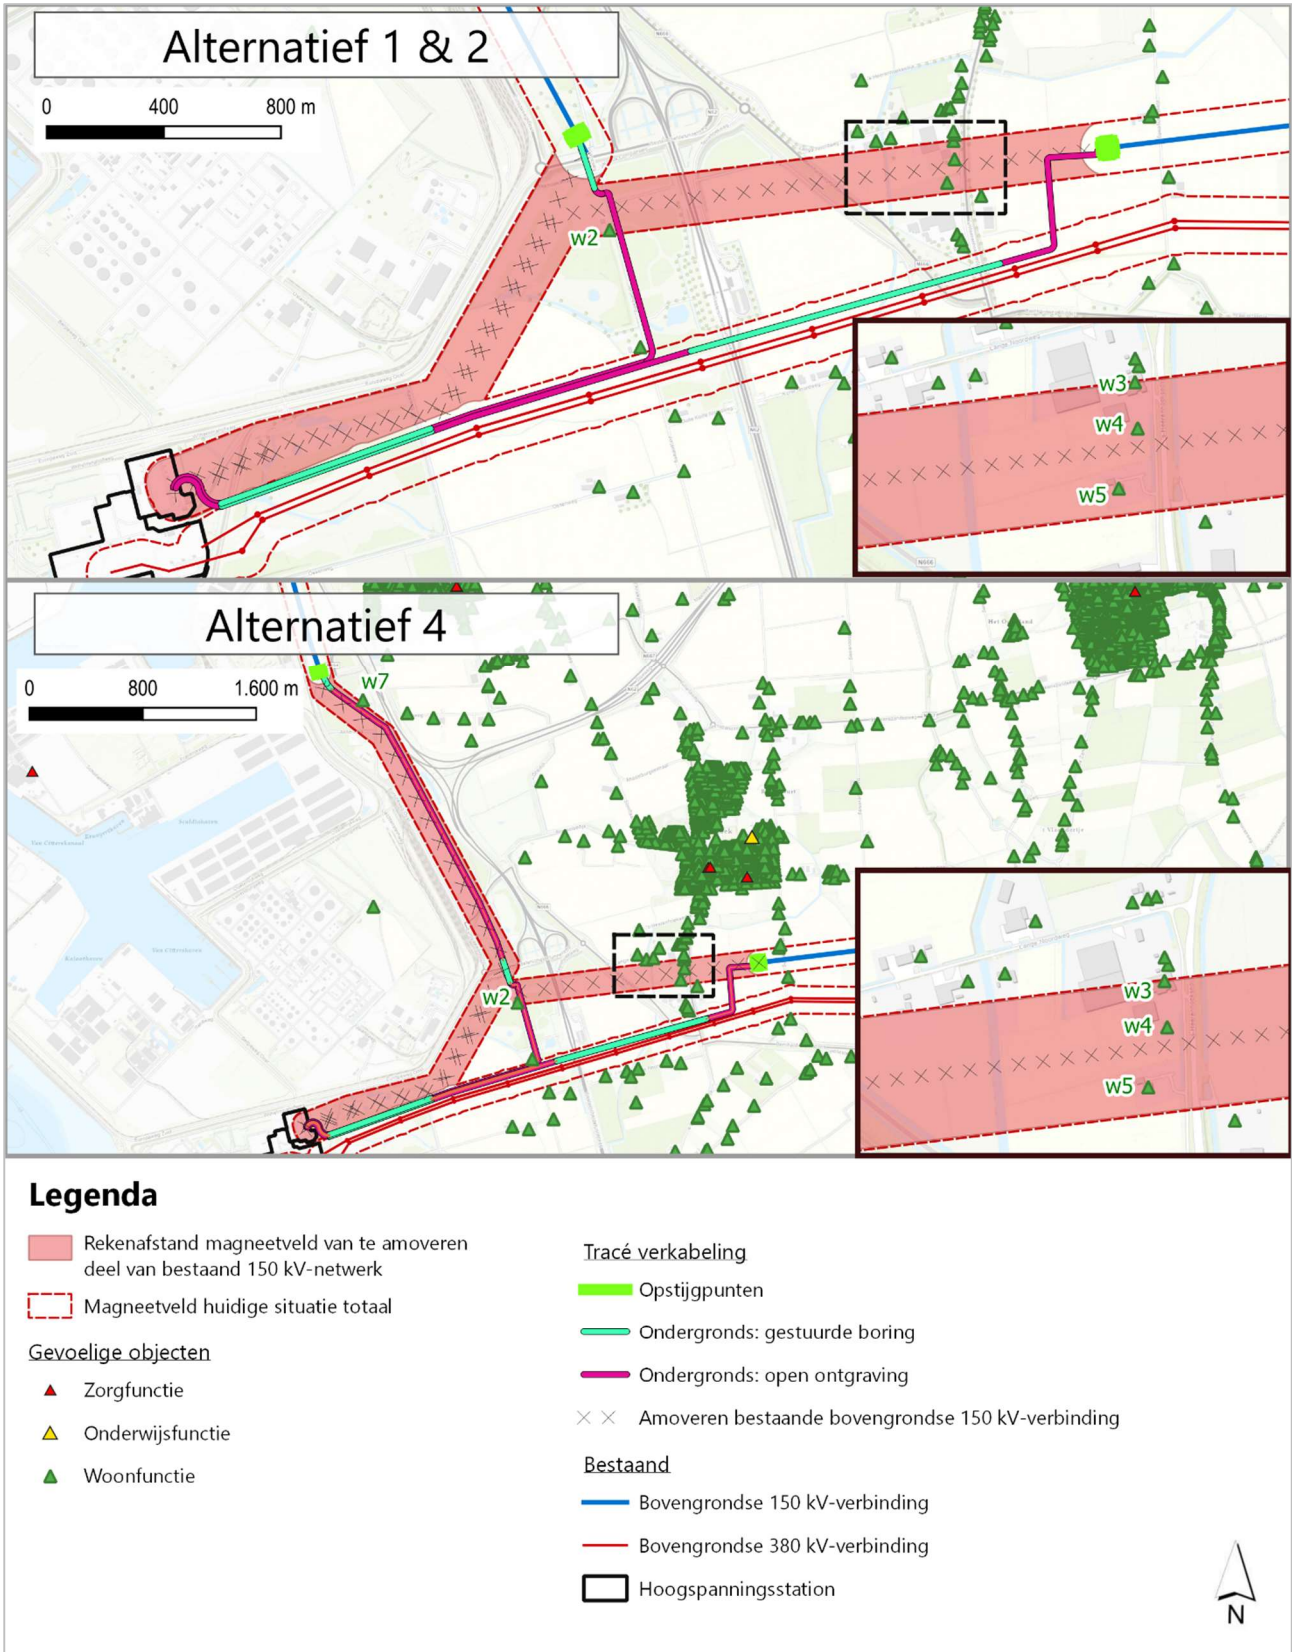 Alternatief 1 & 2
0 400 800 m
w2
w3
w4
w5
Alternatief 4
0 800 1.600 m
w7
w2
w3
w4
w5
Legenda
Rekenafstand magneetveld van te amoveren
deel van bestaand 150 kV-netwerk
Magneetveld huidige situatie totaal
Gevoelige objecten
Zorgfunctie
Onderwijsfunctie
Woonfunctie
Tracé verkabeling
Opstijgpunten
Ondergronds: gestuurde boring
Ondergronds: open ontgraving
Amoveren bestaande bovengrondse 150 kV-verbinding
Bestaand
Bovengrondse 150 kV-verbinding
Bovengrondse 380 kV-verbinding
Hoogspanningsstation
N